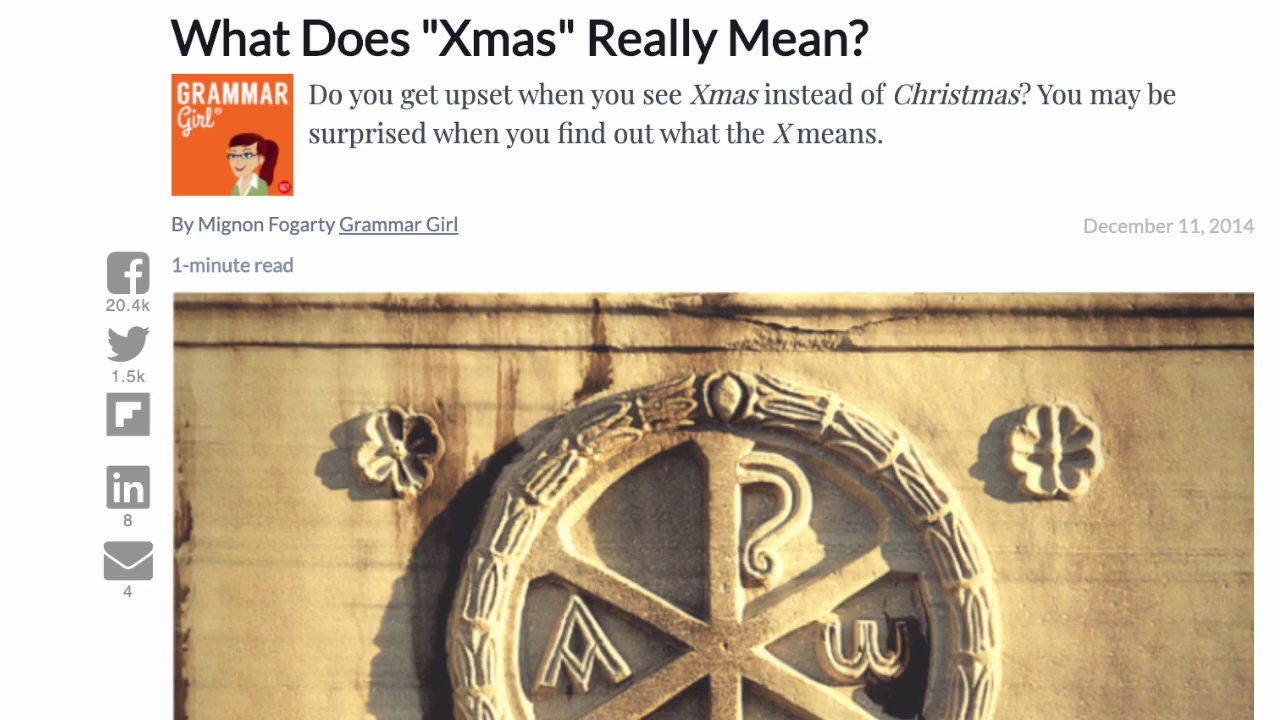 What Does "Xmas" Really Mean?
GRAMMAR
Girl®
Do you get upset when you see Xmas instead of Christmas? You may be
surprised when you find out what the X means.
By Mignon Fogarty Grammar Girl
December 11, 2014
1-minute read
20.4k
1.5k
in
8
4
Α
ω